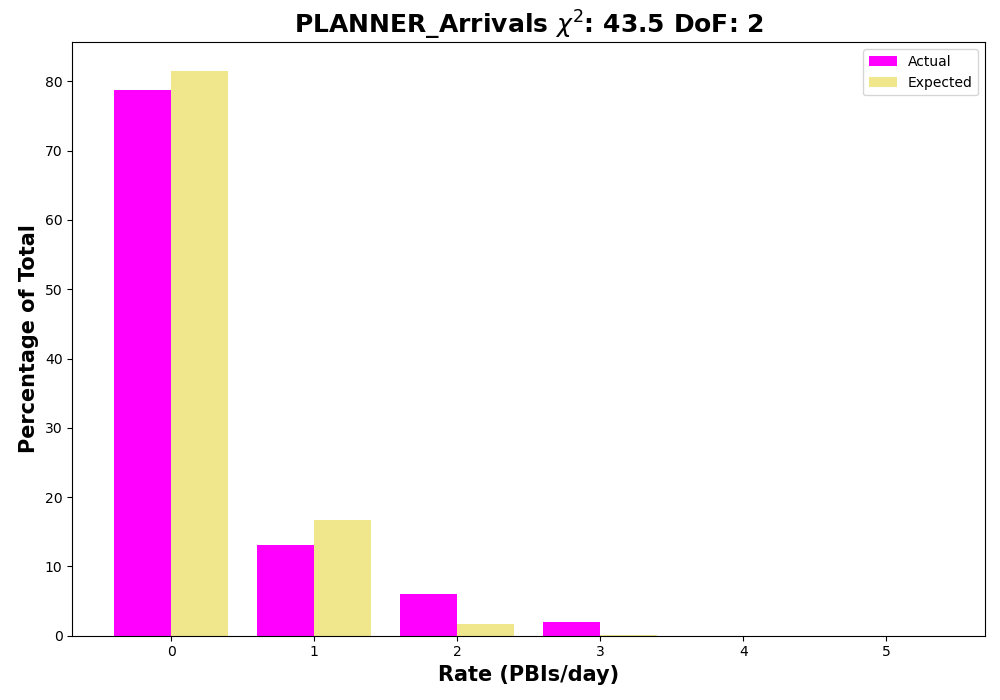 PLANNER_Arrivals χ²: 43.5 DoF: 2
Actual
Expected
Percentage of Total
80
70
60
50
40
30
20
10
0
0 1 2 3 4 5
Rate (PBIs/day)